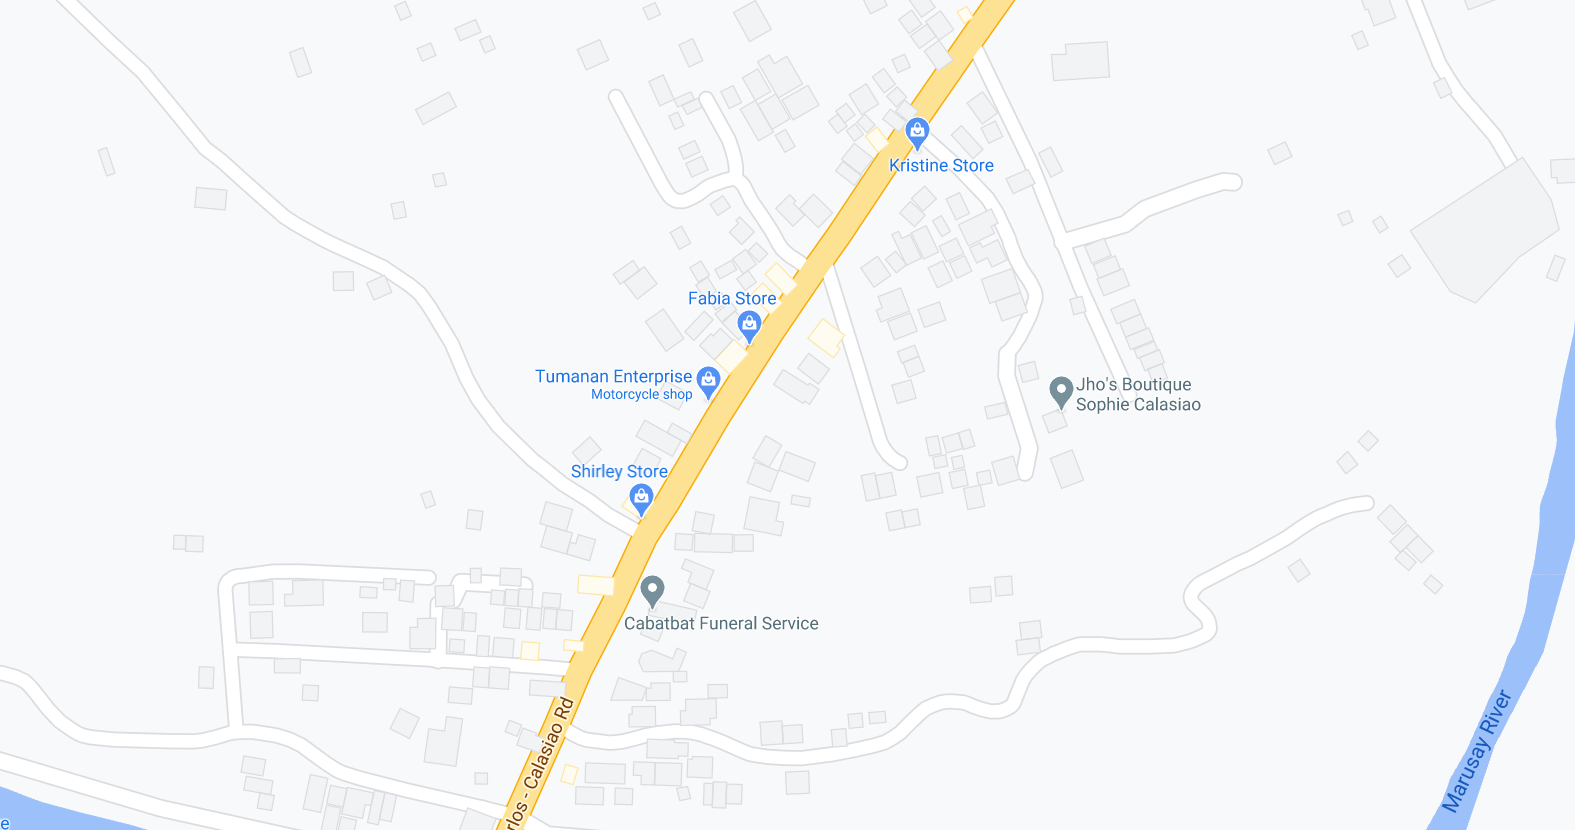 Kristine Store
Fabia Store
Tumanan Enterprise
Motorcycle shop
Jho's Boutique
Sophie Calasiao
Shirley Store
Cabatbat Funeral Service
rlos - Calasiao Rd
Marusay River
e